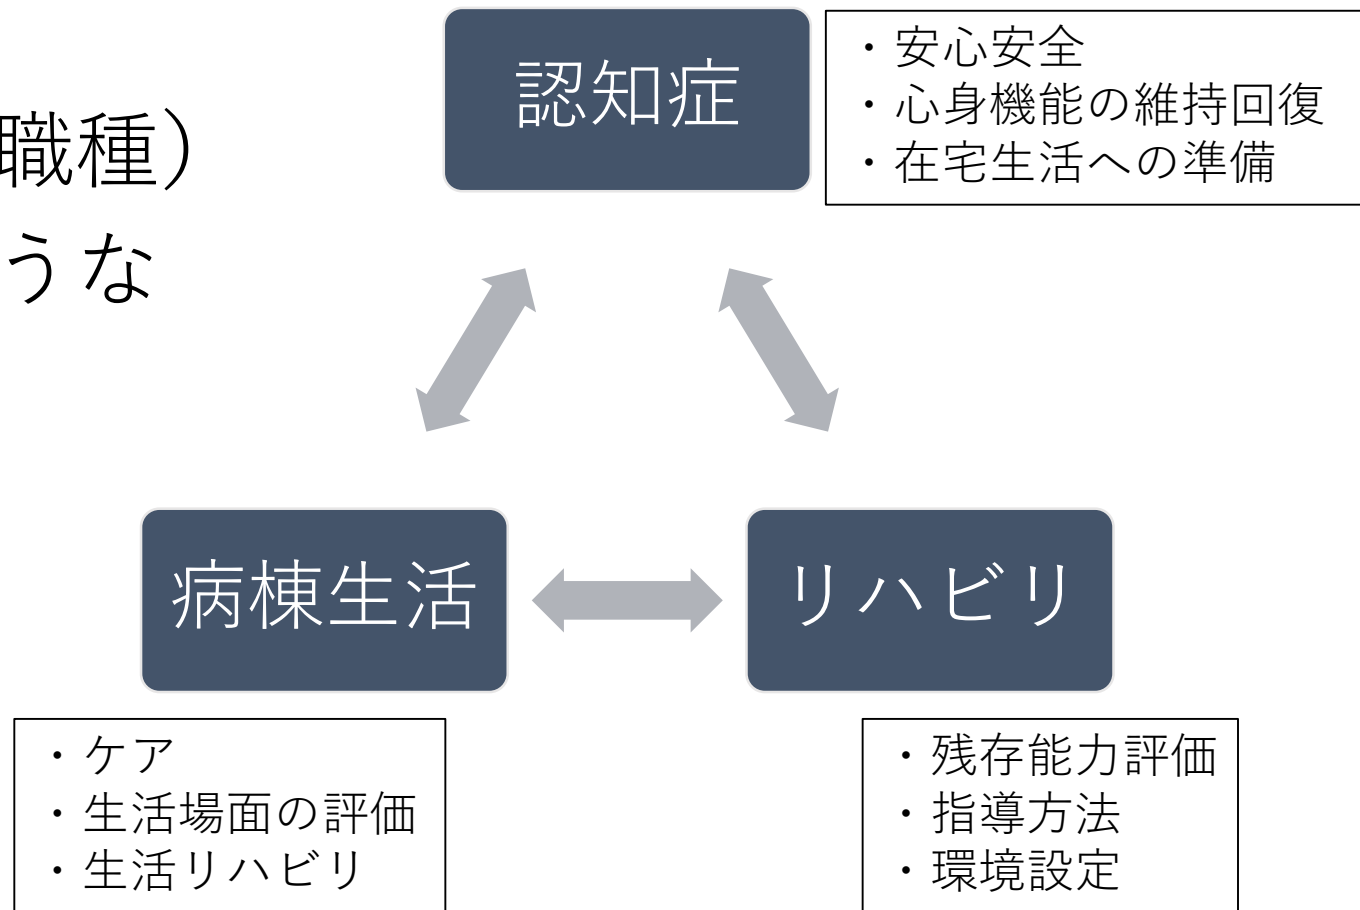 職種）
うな
認知症
・安心安全
・心身機能の維持回復
・在宅生活への準備
病棟生活
リハビリ
・ケア
・生活場面の評価
・生活リハビリ
・残存能力評価
・指導方法
・環境設定